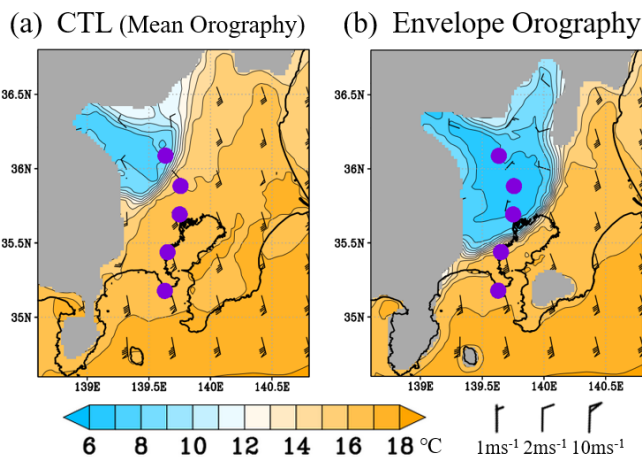 (a) CTL (Mean Orography)
(b) Envelope Orography
36.5N
36N
35.5N
35N
139E
139.5E
140E
140.5E
36.5N
36N
35.5N
35N
139E
139.5E
140E
140.5E
6 8 10 12 14 16 18 °C
1ms-1 2ms-1 10ms-1